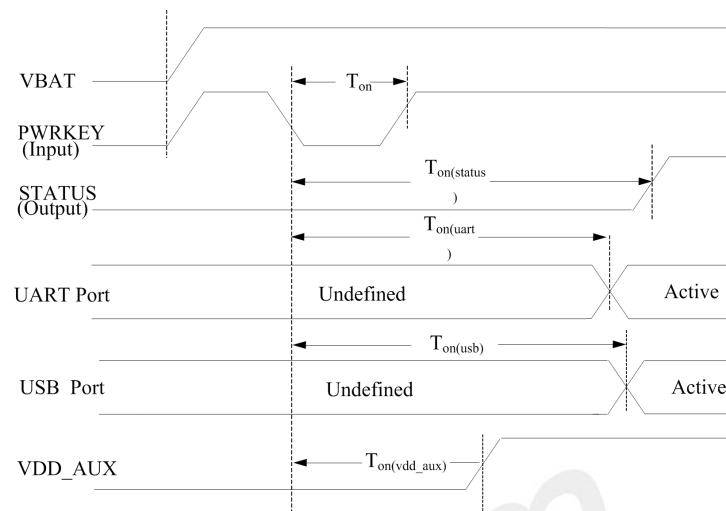 VBAT
Ton
PWRKEY
(Input)
STATUS
(Output)
Ton(status
)
Ton(uart
)
UART Port
Undefined
Active
Ton(usb)
USB Port
Undefined
Active
VDD_AUX
Ton(vdd_aux)